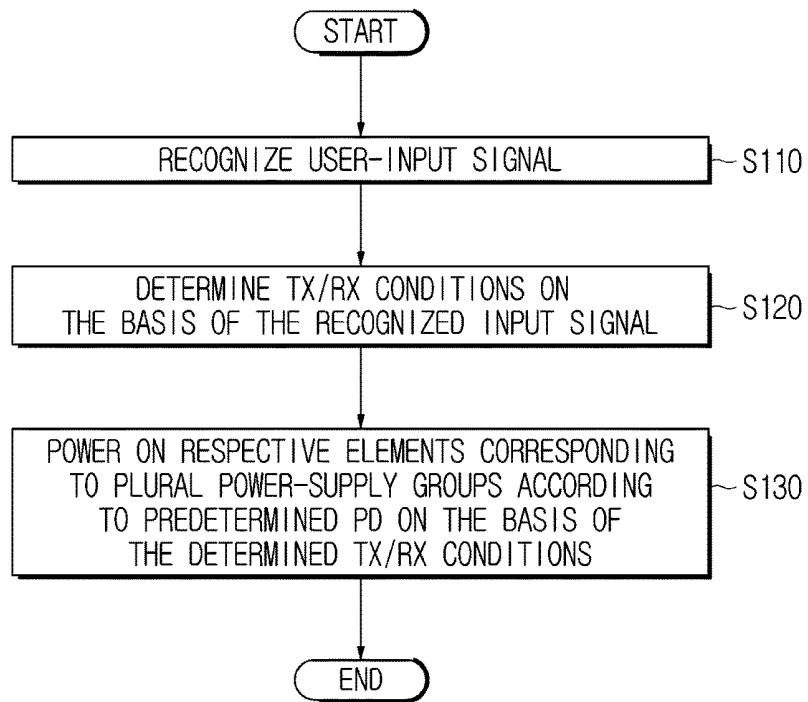 START
RECOGNIZE USER-INPUT SIGNAL
S110
DETERMINE TX/RX CONDITIONS ON
THE BASIS OF THE RECOGNIZED INPUT SIGNAL
S120
POWER ON RESPECTIVE ELEMENTS CORRESPONDING
TO PLURAL POWER-SUPPLY GROUPS ACCORDING
TO PREDETERMINED PD ON THE BASIS OF
THE DETERMINED TX/RX CONDITIONS
S130
END